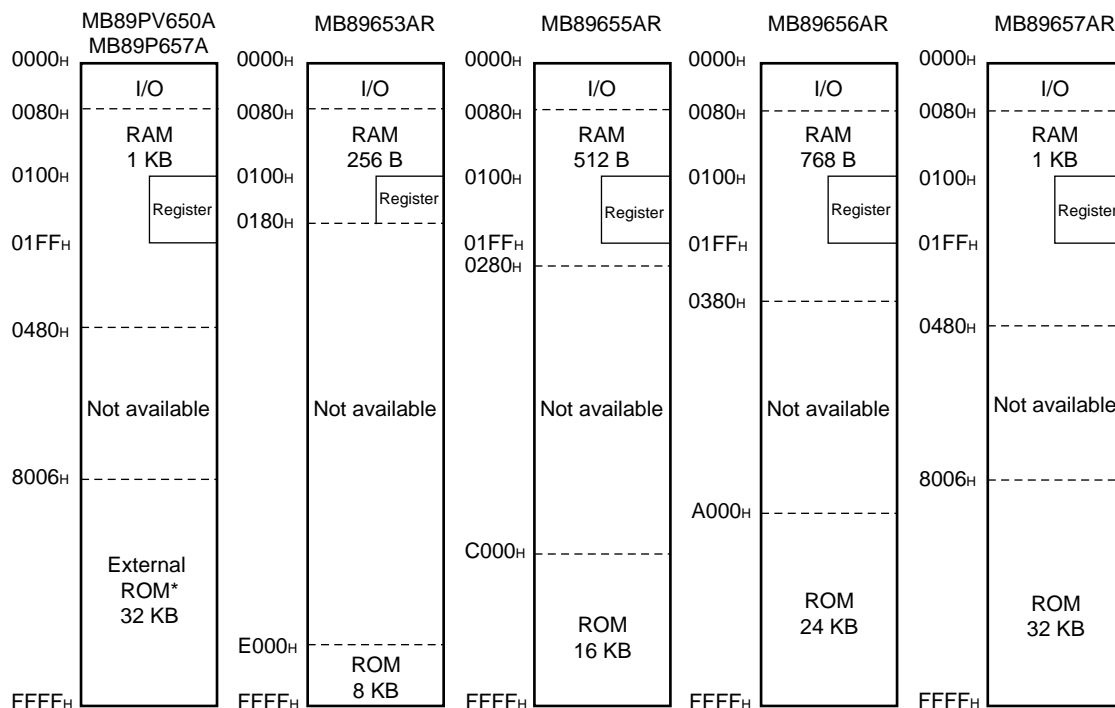 MB89PV650A
MB89P657A
0000H
I/O
0080H
RAM
1 KB
0100H
Register
01FFH
0480H
Not available
8006H
External
ROM*
32 KB
FFFFH
MB89653AR
0000H
I/O
0080H
RAM
256 B
0100H
Register
0180H
Not available
E000H
ROM
8 KB
FFFFH
MB89655AR
0000H
I/O
0080H
RAM
512 B
0100H
Register
01FFH
0280H
Not available
C000H
ROM
16 KB
FFFFH
MB89656AR
0000H
I/O
0080H
RAM
768 B
0100H
Register
01FFH
0380H
Not available
A000H
ROM
24 KB
FFFFH
MB89657AR
0000H
I/O
0080H
RAM
1 KB
0100H
Register
01FFH
0480H
Not available
8006H
ROM
32 KB
FFFFH